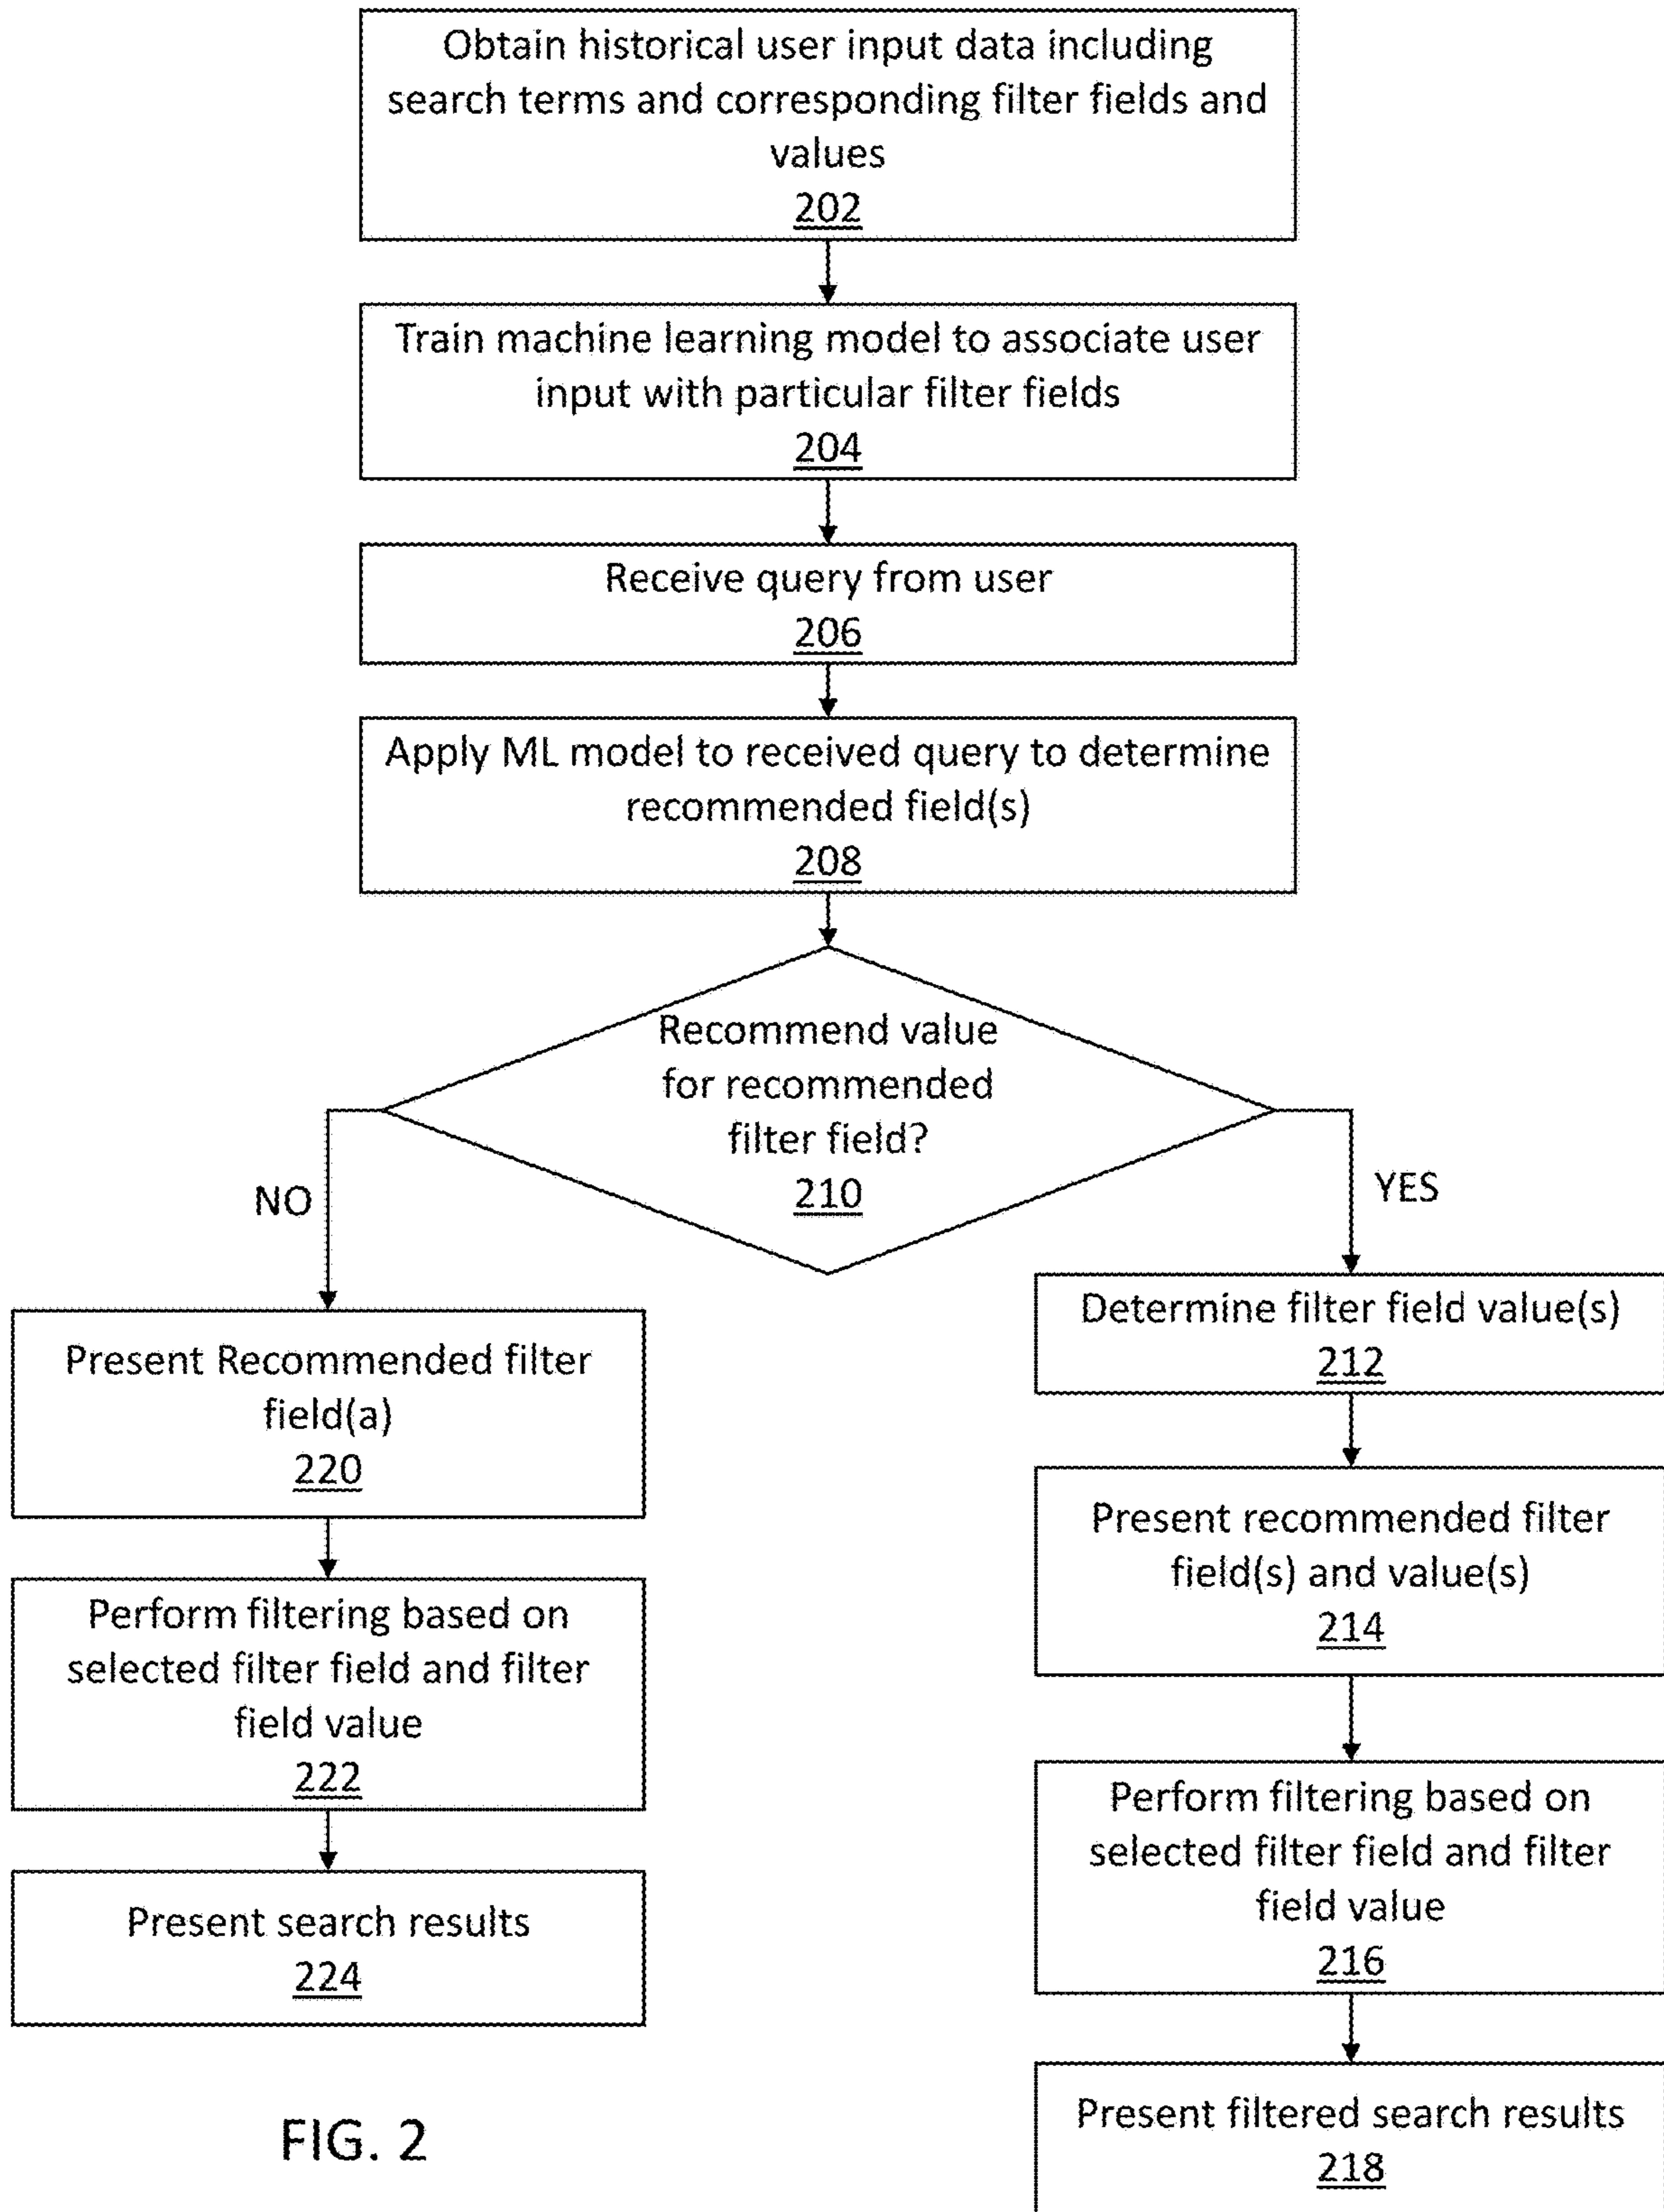 Obtain historical user input data including
search terms and corresponding filter fields and
values
202
Train machine learning model to associate user
input with particular filter fields
204
Receive query from user
206
Apply ML model to received query to determine
recommended field(s)
208
Recommend value
for recommended
filter field?
210
NO
YES
Present Recommended filter
field(a)
220
Perform filtering based on
selected filter field and filter
field value
222
Present search results
224
Determine filter field value(s)
212
Present recommended filter
field(s) and value(s)
214
Perform filtering based on
selected filter field and filter
field value
216
Present filtered search results
218
FIG. 2